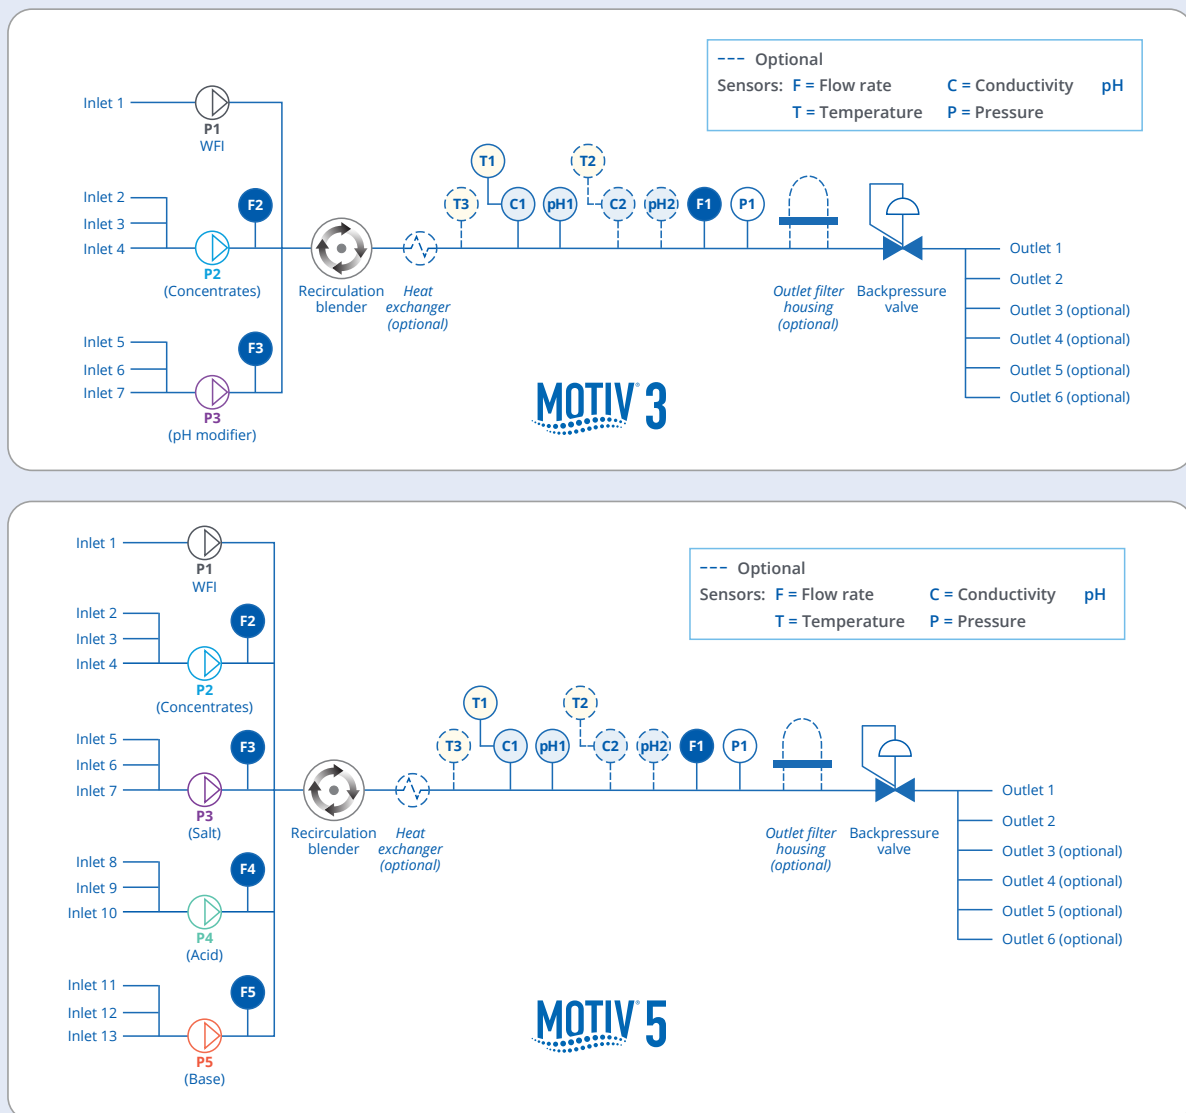 --- Optional
Sensors: F = Flow rate C = Conductivity pH
T = Temperature P = Pressure
Inlet 1
P1
WFI
Inlet 2
Inlet 3
Inlet 4
F2
P2
(Concentrates)
Inlet 5
Inlet 6
Inlet 7
F3
P3
(pH modifier)
Recirculation
blender
Heat
exchanger
(optional)
T3
T1
C1
pH1
T2
C2
pH2
F1
P1
Outlet filter
housing
(optional)
Backpressure
valve
Outlet 1
Outlet 2
Outlet 3 (optional)
Outlet 4 (optional)
Outlet 5 (optional)
Outlet 6 (optional)
MOTIV® 3
--- Optional
Sensors: F = Flow rate C = Conductivity pH
T = Temperature P = Pressure
Inlet 1
P1
WFI
Inlet 2
Inlet 3
Inlet 4
F2
P2
(Concentrates)
Inlet 5
Inlet 6
Inlet 7
F3
P3
(Salt)
Inlet 8
Inlet 9
Inlet 10
F4
P4
(Acid)
Inlet 11
Inlet 12
Inlet 13
F5
P5
(Base)
Recirculation
blender
Heat
exchanger
(optional)
T3
T1
C1
pH1
T2
C2
pH2
F1
P1
Outlet filter
housing
(optional)
Backpressure
valve
Outlet 1
Outlet 2
Outlet 3 (optional)
Outlet 4 (optional)
Outlet 5 (optional)
Outlet 6 (optional)
MOTIV® 5